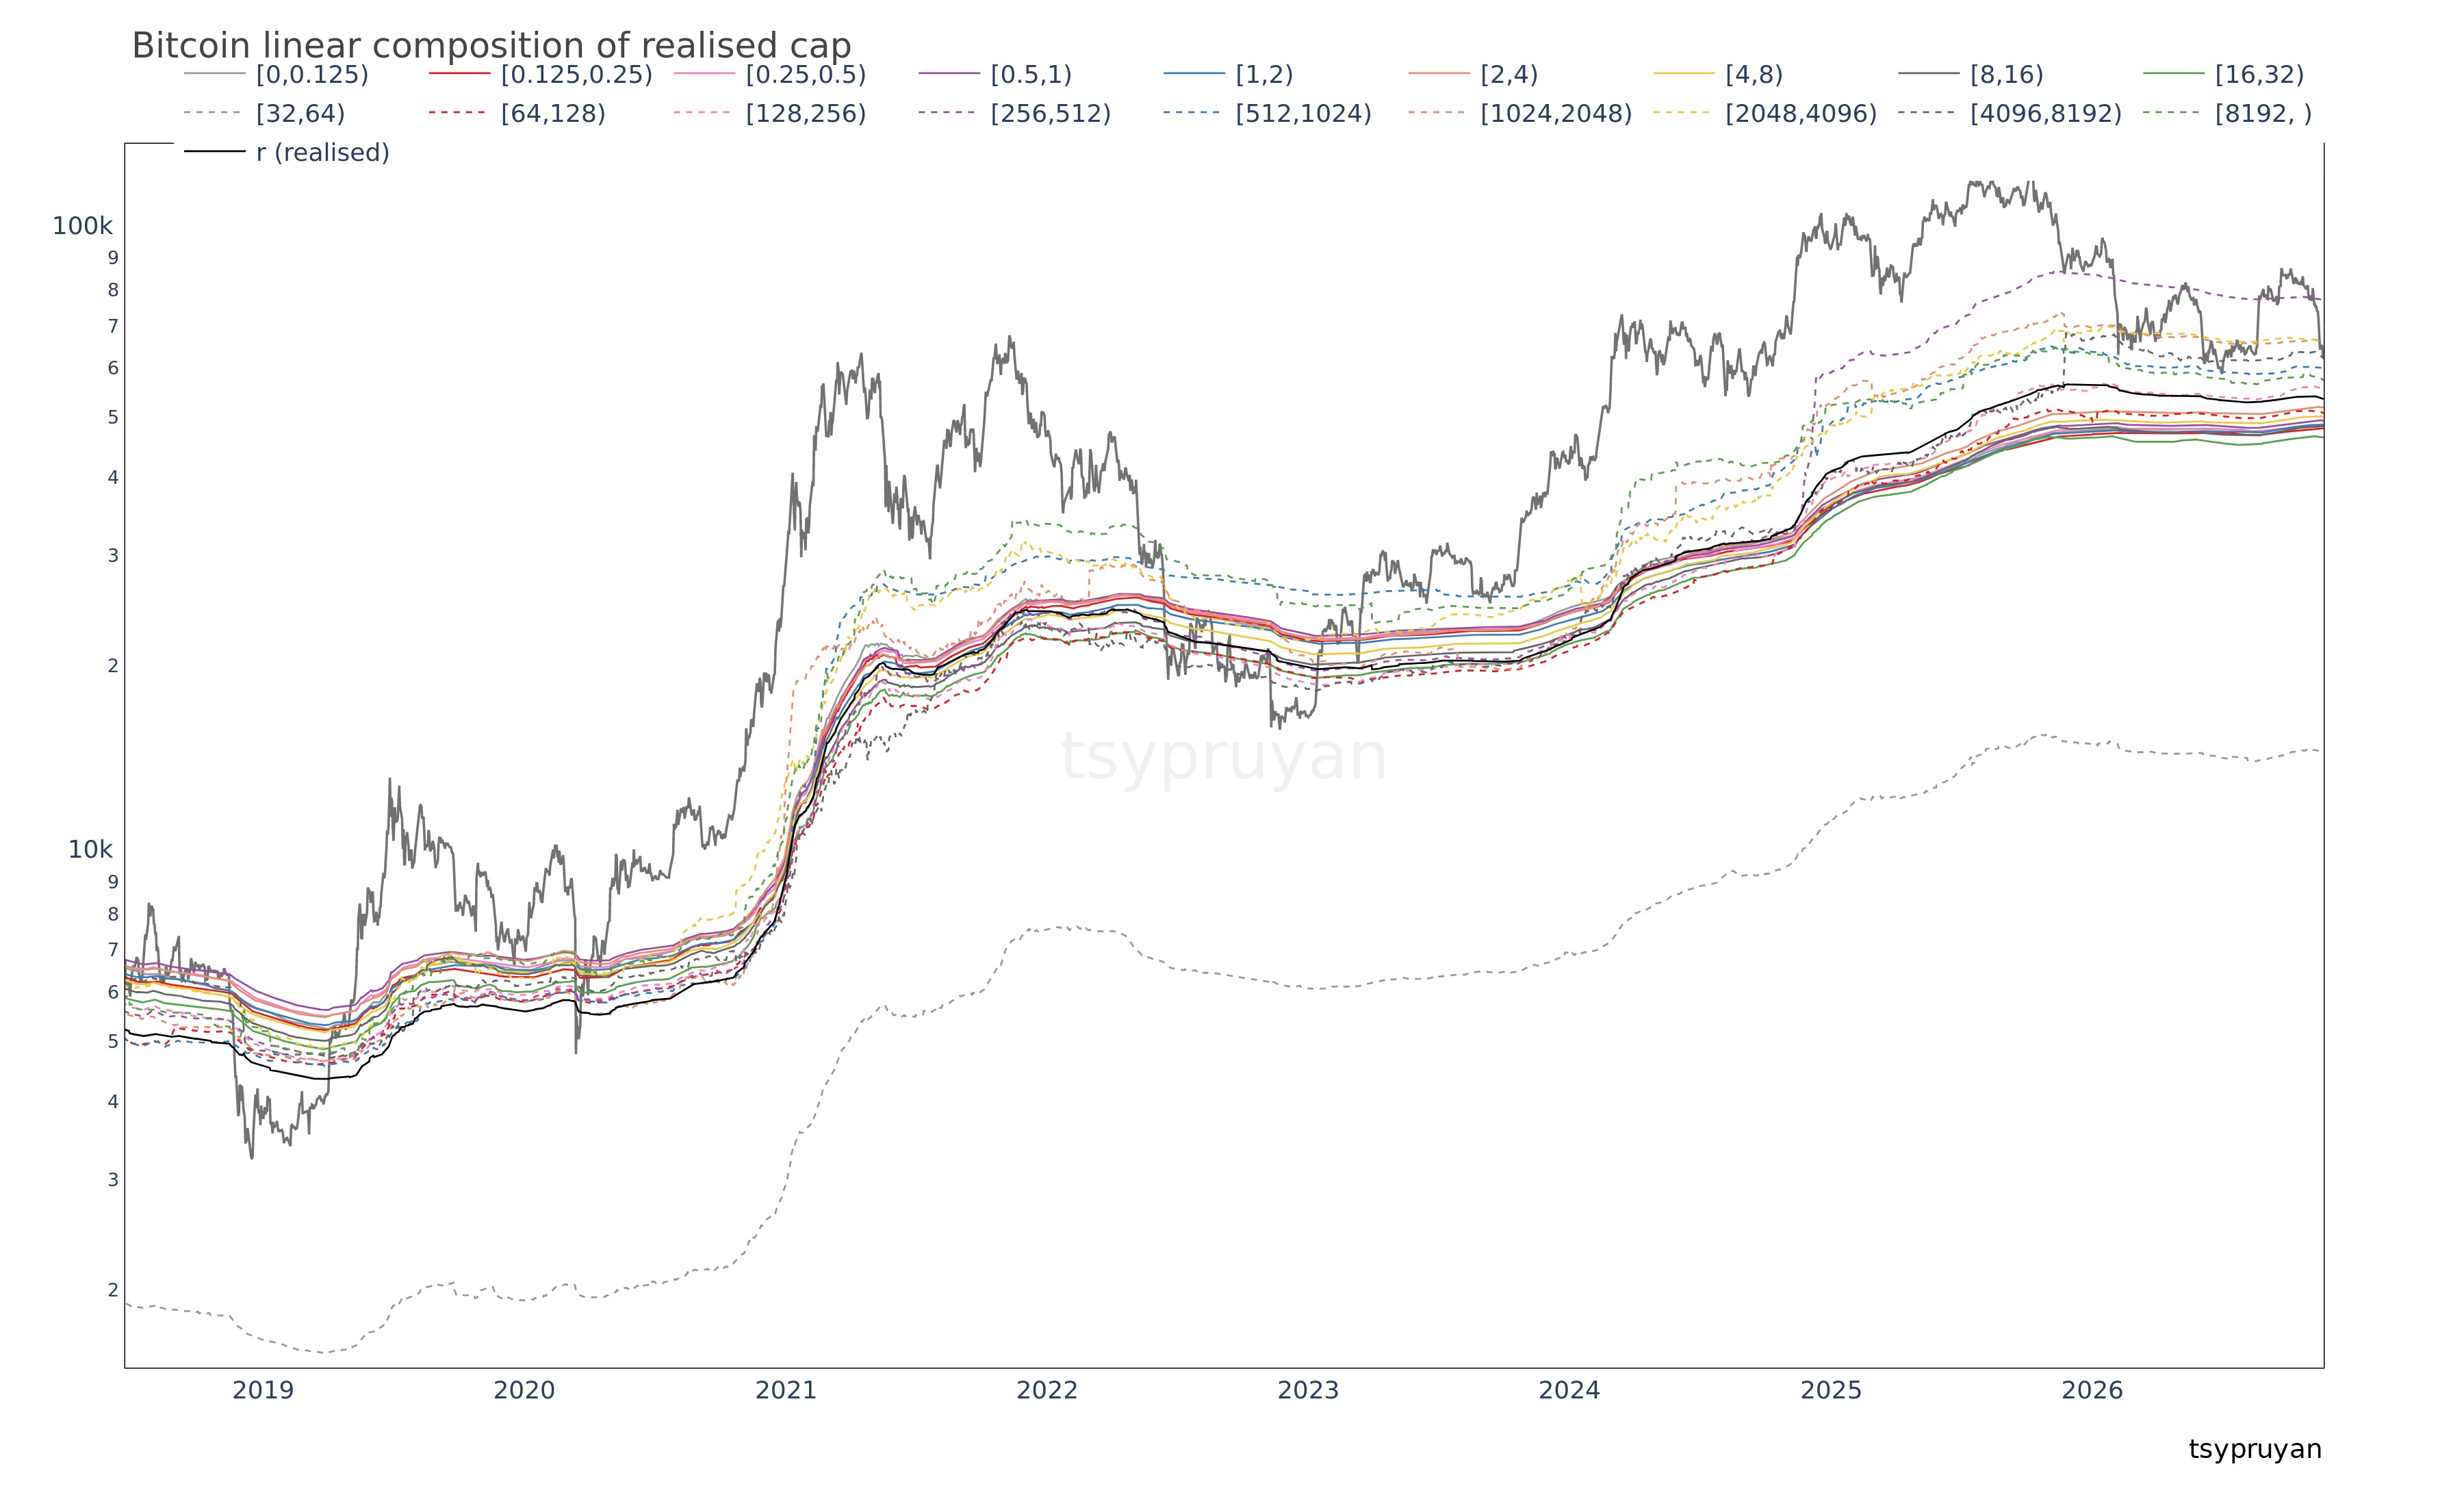 Bitcoin linear composition of realised cap
[0,0.125) [0.125,0.25) [0.25,0.5) [0.5,1) [1,2) [2,4) [4,8) [8,16) [16,32)
[32,64) [64,128) [128,256) [256,512) [512,1024) [1024,2048) [2048,4096) [4096,8192) [8192, )
r (realised)
100k
9
8
7
6
5
4
3
2
10k
9
8
7
6
5
4
3
2
tsypruyan
2019 2020 2021 2022 2023 2024 2025 2026
tsypruyan